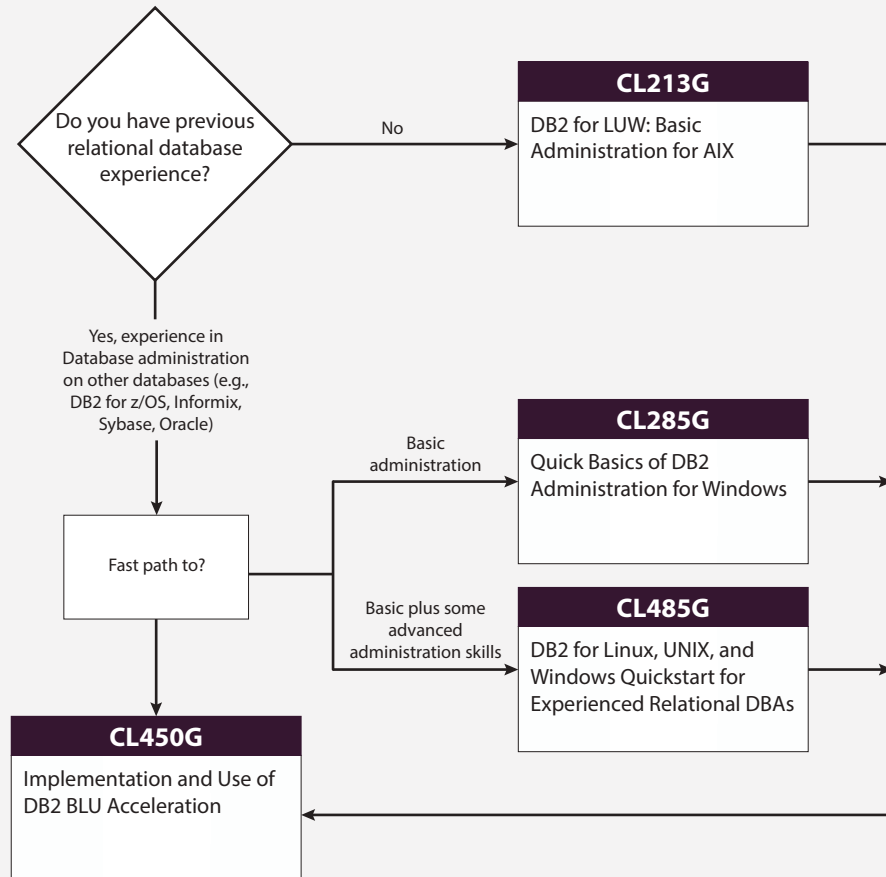 Do you have previous
relational database
experience?
No
CL213G
DB2 for LUW: Basic
Administration for AIX
Yes, experience in
Database administration
on other databases (e.g.,
DB2 for z/OS, Informix,
Sybase, Oracle)
Basic
administration
CL285G
Quick Basics of DB2
Administration for Windows
Fast path to?
Basic plus some
advanced
administration skills
CL485G
DB2 for Linux, UNIX, and
Windows Quickstart for
Experienced Relational DBAs
CL450G
Implementation and Use of
DB2 BLU Acceleration